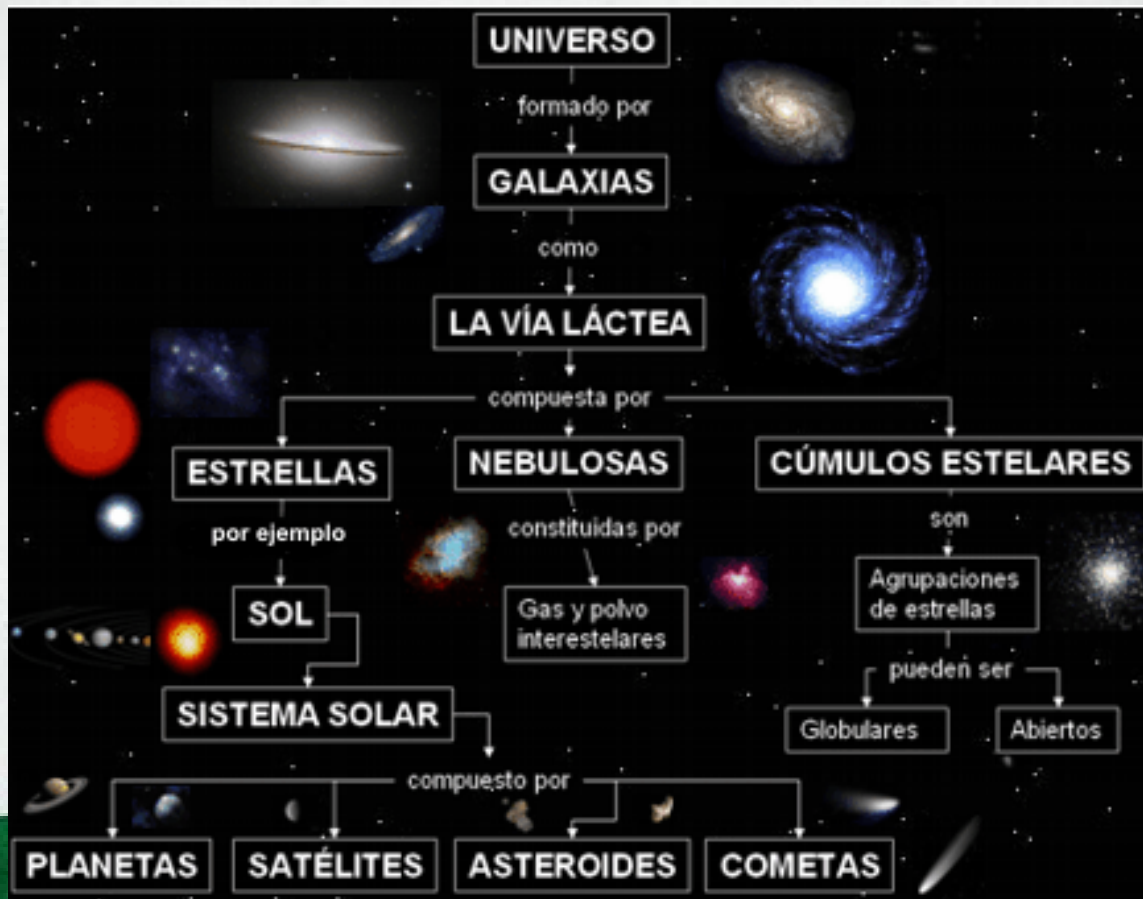 UNIVERSO
formado por
GALAXIAS
como
LA VÍA LÁCTEA
compuesta por
ESTRELLAS
NEBULOSAS
CÚMULOS ESTELARES
por ejemplo
constituidas por
son
SOL
Gas y polvo
interestelares
Agrupaciones
de estrellas
pueden ser
SISTEMA SOLAR
Globulares
Abiertos
compuesto por
PLANETAS
SATÉLITES
ASTEROIDES
COMETAS